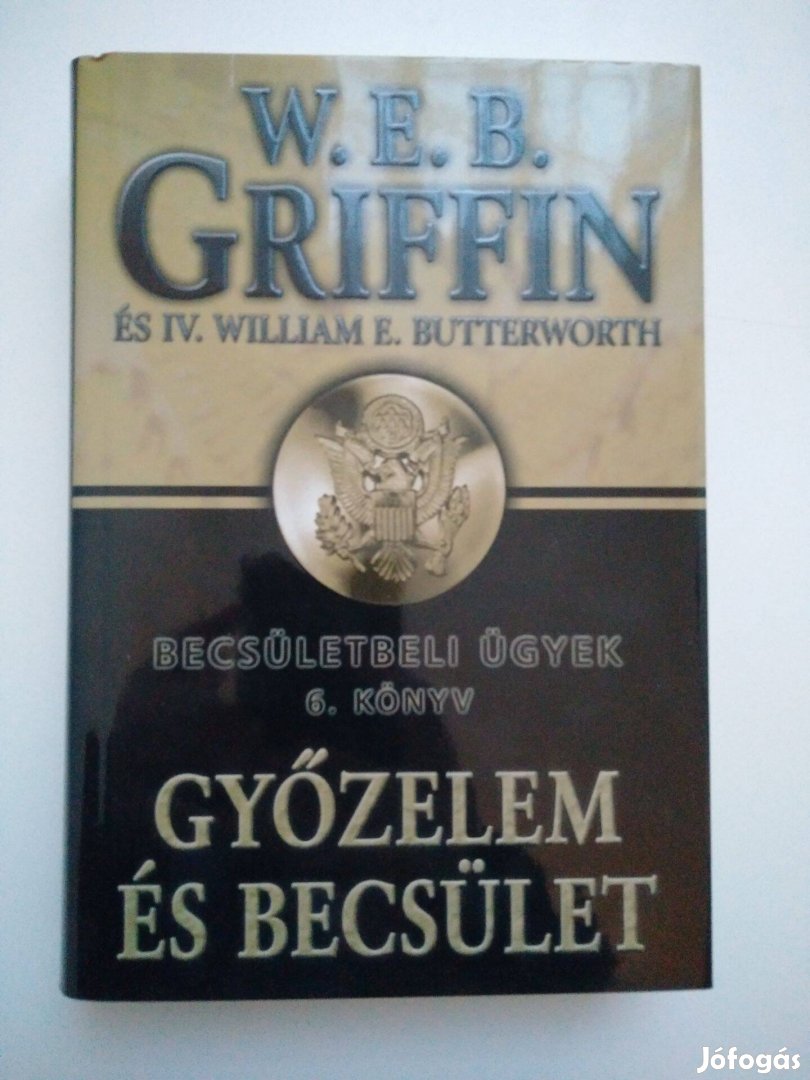 W. E. B.
GRIFFIN
ÉS IV. WILLIAM E. BUTTERWORTH
BECSÜLETBELI ÜGYEK
6. KÖNYV
GYŐZELEM
ÉS BECSÜLET
Jófogás